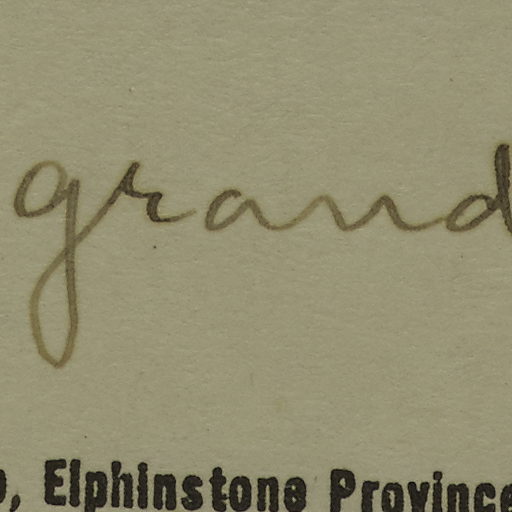 grand
, Elphinstone Province